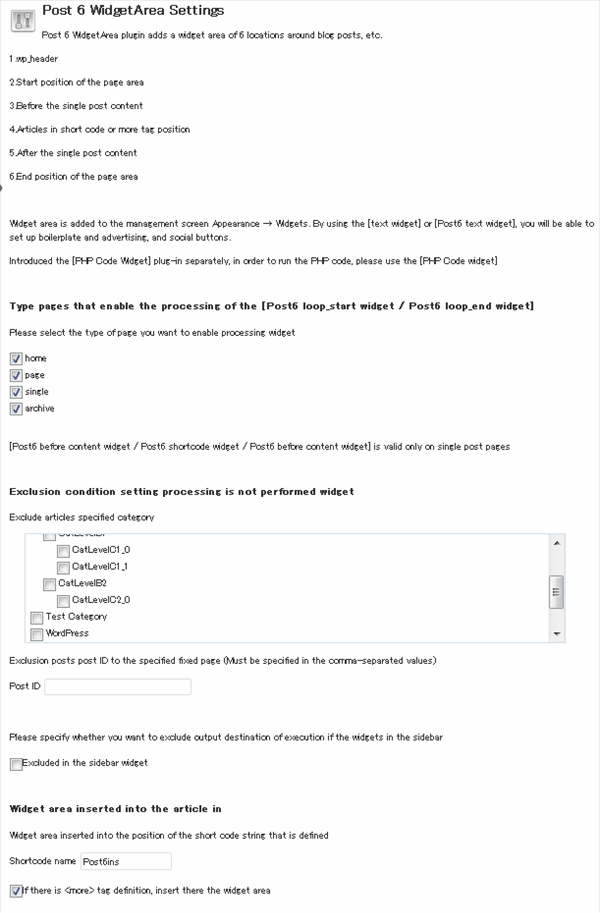 Post 6 WidgetArea Settings
Post 6 WidgetArea plugin adds a widget area of 6 locations around blog posts, etc.
1.wp_header
2.Start position of the page area
3.Before the single post content
4.Articles in short code or more tag position
5.After the single post content
6.End position of the page area
Widget area is added to the management screen Appearance → Widgets. By using the [text widget] or [Post6 text widget], you will be able to
set up boilerplate and advertising, and social buttons.
Introduced the [PHP Code Widget] plug-in separately, in order to run the PHP code, please use the [PHP Code widget]
Type pages that enable the processing of the [Post6 loop_start widget / Post6 loop_end widget]
Please select the type of page you want to enable processing widget
home
page
single
archive
[Post6 before content widget / Post6 shortcode widget / Post6 before content widget] is valid only on single post pages
Exclusion condition setting processing is not performed widget
Exclude articles specified category
CatLevelB1
CatLevelC1_0
CatLevelC1_1
CatLevelB2
CatLevelC2_0
Test Category
WordPress
Exclusion posts post ID to the specified fixed page (Must be specified in the comma-separated values)
Post ID
Please specify whether you want to exclude output destination of execution if the widgets in the sidebar
Excluded in the sidebar widget
Widget area inserted into the article in
Widget area inserted into the position of the short code string that is defined
Shortcode name Post6ins
If there is <more> tag definition, insert there the widget area